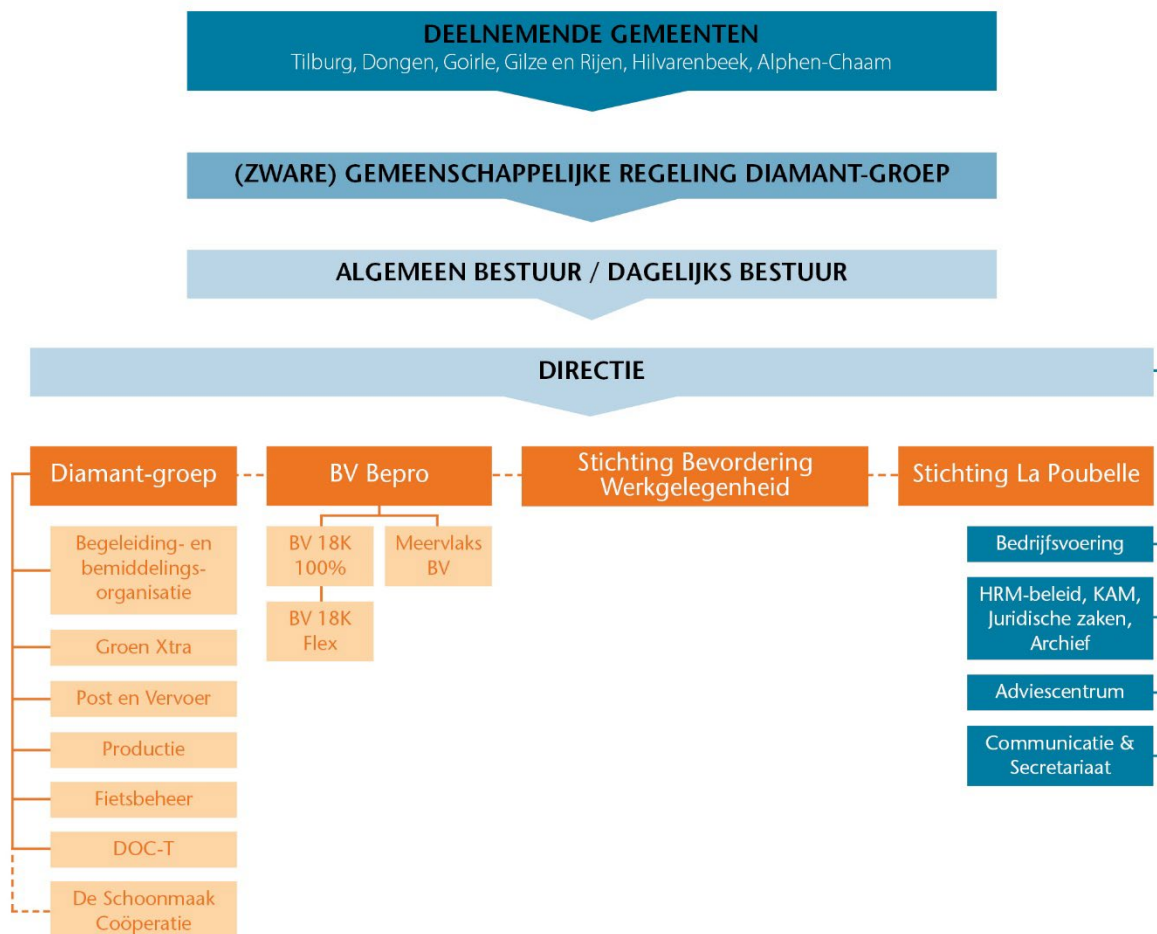 DEELNEMENDE GEMEENTEN
Tilburg, Dongen, Goirle, Gilze en Rijen, Hilvarenbeek, Alphen-Chaam
(ZWARE) GEMEENSCHAPPELIJKE REGELING DIAMANT-GROEP
ALGEMEEN BESTUUR / DAGELIJKS BESTUUR
DIRECTIE
Diamant-groep
Begeleiding- en
bemiddelings-
organisatie
Groen Xtra
Post en Vervoer
Productie
Fietsbeheer
DOC-T
De Schoonmaak
Coöperatie
BV Bepro
BV 18K
100%
BV 18K
Flex
Meervlaks
BV
Stichting Bevordering
Werkgelegenheid
Stichting La Poubelle
Bedrijfsvoering
HRM-beleid, KAM,
Juridische zaken,
Archief
Adviescentrum
Communicatie &
Secretariaat